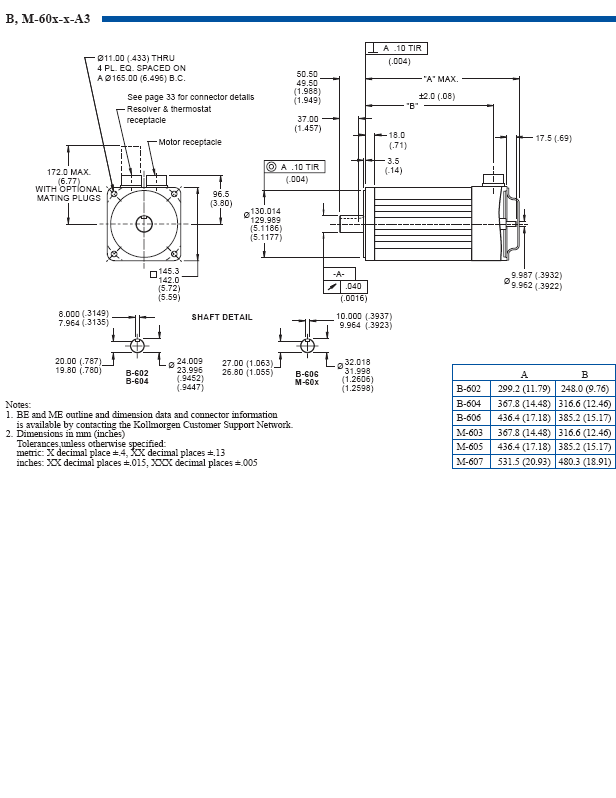 B, M-60x-x-A3
Ø11.00 (.433) THRU
4 PL. EQ. SPACED ON
A Ø165.00 (6.496) B.C.
See page 33 for connector details
Resolver & thermostat
receptacle
Motor receptacle
172.0 MAX.
(6.77)
WITH OPTIONAL
MATING PLUGS
96.5
(3.80)
□ 145.3
142.0
(5.72)
(5.59)
⊥ A .10 TIR
(.004)
50.50
49.50
(1.988)
(1.949)
"A" MAX.
±2.0 (.08)
"B"
37.00
(1.457)
18.0
(.71)
17.5 (.69)
3.5
(.14)
◎ A .10 TIR
(.004)
Ø130.014
129.989
(5.1186)
(5.1177)
-A-
.040
(.0016)
Ø 9.987 (.3932)
9.962 (.3922)
SHAFT DETAIL
8.000 (.3149)
7.964 (.3135)
20.00 (.787)
19.80 (.780)
B-602
B-604
Ø 24.009
23.996
(.9452)
(.9447)
10.000 (.3937)
9.964 (.3923)
27.00 (1.063)
26.80 (1.055)
B-606
M-60x
Ø 32.018
31.998
(1.2606)
(1.2598)
A B
B-602 299.2 (11.79) 248.0 (9.76)
B-604 367.8 (14.48) 316.6 (12.46)
B-606 436.4 (17.18) 385.2 (15.17)
M-603 367.8 (14.48) 316.6 (12.46)
M-605 436.4 (17.18) 385.2 (15.17)
M-607 531.5 (20.93) 480.3 (18.91)
Notes:
1. BE and ME outline and dimension data and connector information
is available by contacting the Kollmorgen Customer Support Network.
2. Dimensions in mm (inches)
Tolerances,unless otherwise specified:
metric: X decimal place ±.4, XX decimal places ±.13
inches: XX decimal places ±.015, XXX decimal places ±.005